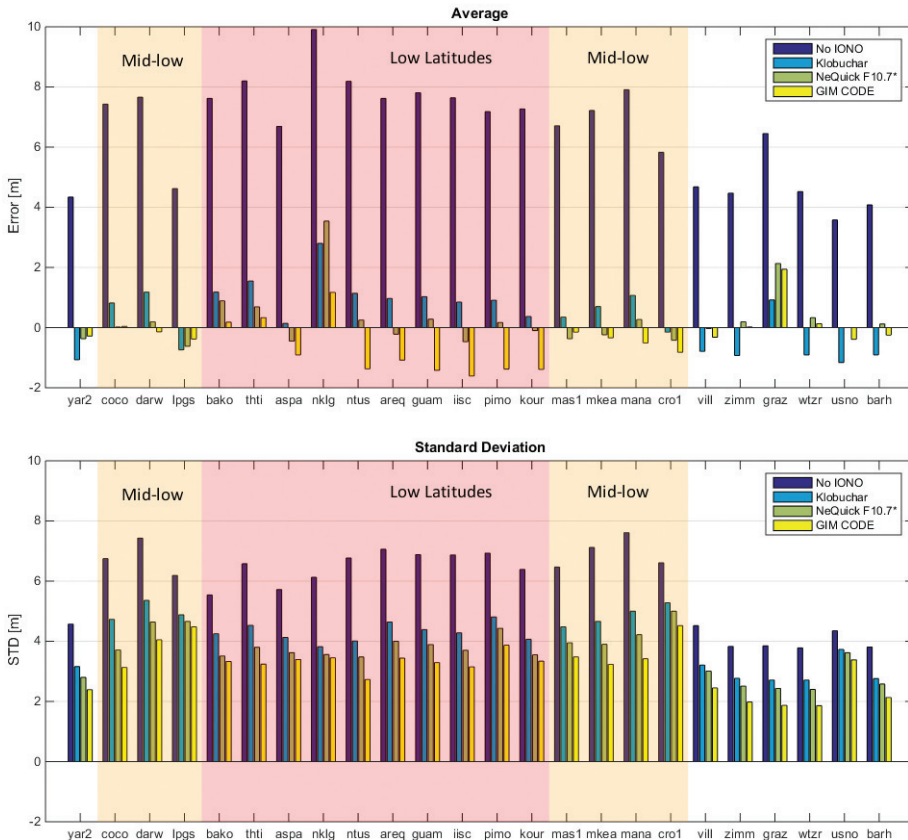 Average
10
8
6
4
2
0
-2
Error [m]
Mid-low
Low Latitudes
Mid-low
No IONO
Klobuchar
NeQuick F10.7*
GIM CODE
yar2 coco darw lpgs bako thti aspa nklg ntus areq guam iisc pimo kour mas1 mkea mana cro1 vill zimm graz wtzr usno barh
Standard Deviation
10
8
6
4
2
0
-2
STD [m]
Mid-low
Low Latitudes
Mid-low
No IONO
Klobuchar
NeQuick F10.7*
GIM CODE
yar2 coco darw lpgs bako thti aspa nklg ntus areq guam iisc pimo kour mas1 mkea mana cro1 vill zimm graz wtzr usno barh